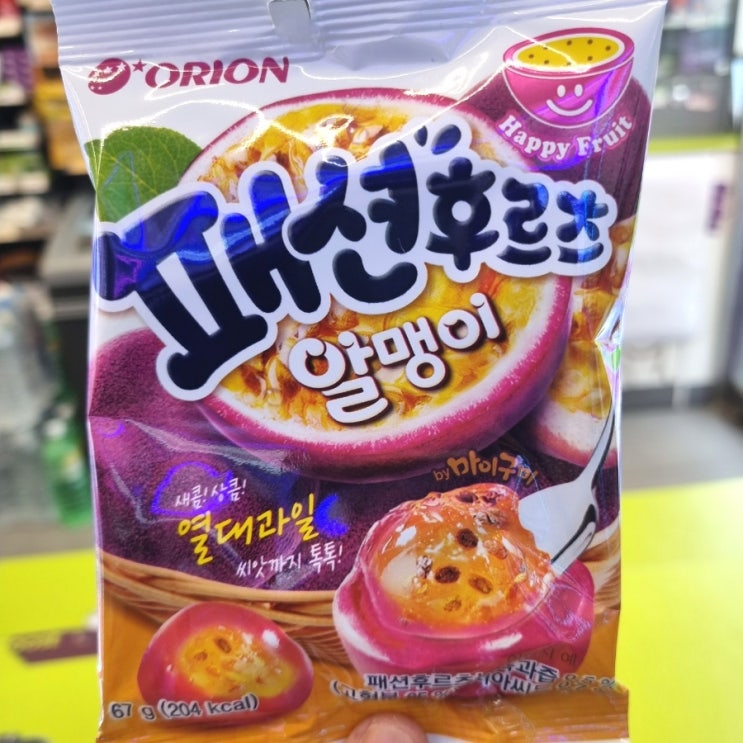 ORION
Happy Fruit
패션후르츠
알맹이
by 마이구미
새콤! 상콤!
열대과일
씨앗까지 톡톡!
67 g (204 kcal)